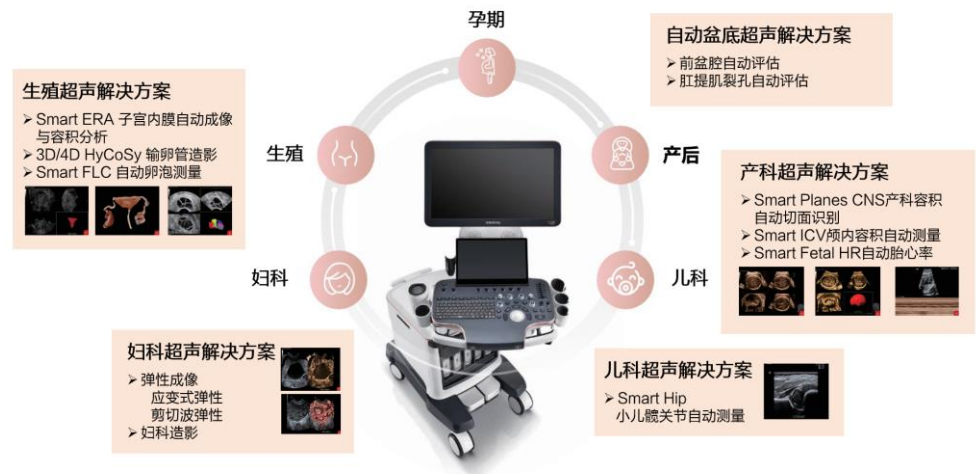 孕期
自动盆底超声解决方案
➢ 前盆腔自动评估
➢ 肛提肌裂孔自动评估
生殖超声解决方案
➢ Smart ERA 子宫内膜自动成像
与容积分析
➢ 3D/4D HyCoSy 输卵管造影
➢ Smart FLC 自动卵泡测量
生殖
产后
产科超声解决方案
➢ Smart Planes CNS产科容积
自动切面识别
➢ Smart ICV颅内容积自动测量
➢ Smart Fetal HR自动胎心率
妇科
儿科
妇科超声解决方案
➢ 弹性成像
应变式弹性
剪切波弹性
➢ 妇科造影
儿科超声解决方案
➢ Smart Hip
小儿髋关节自动测量